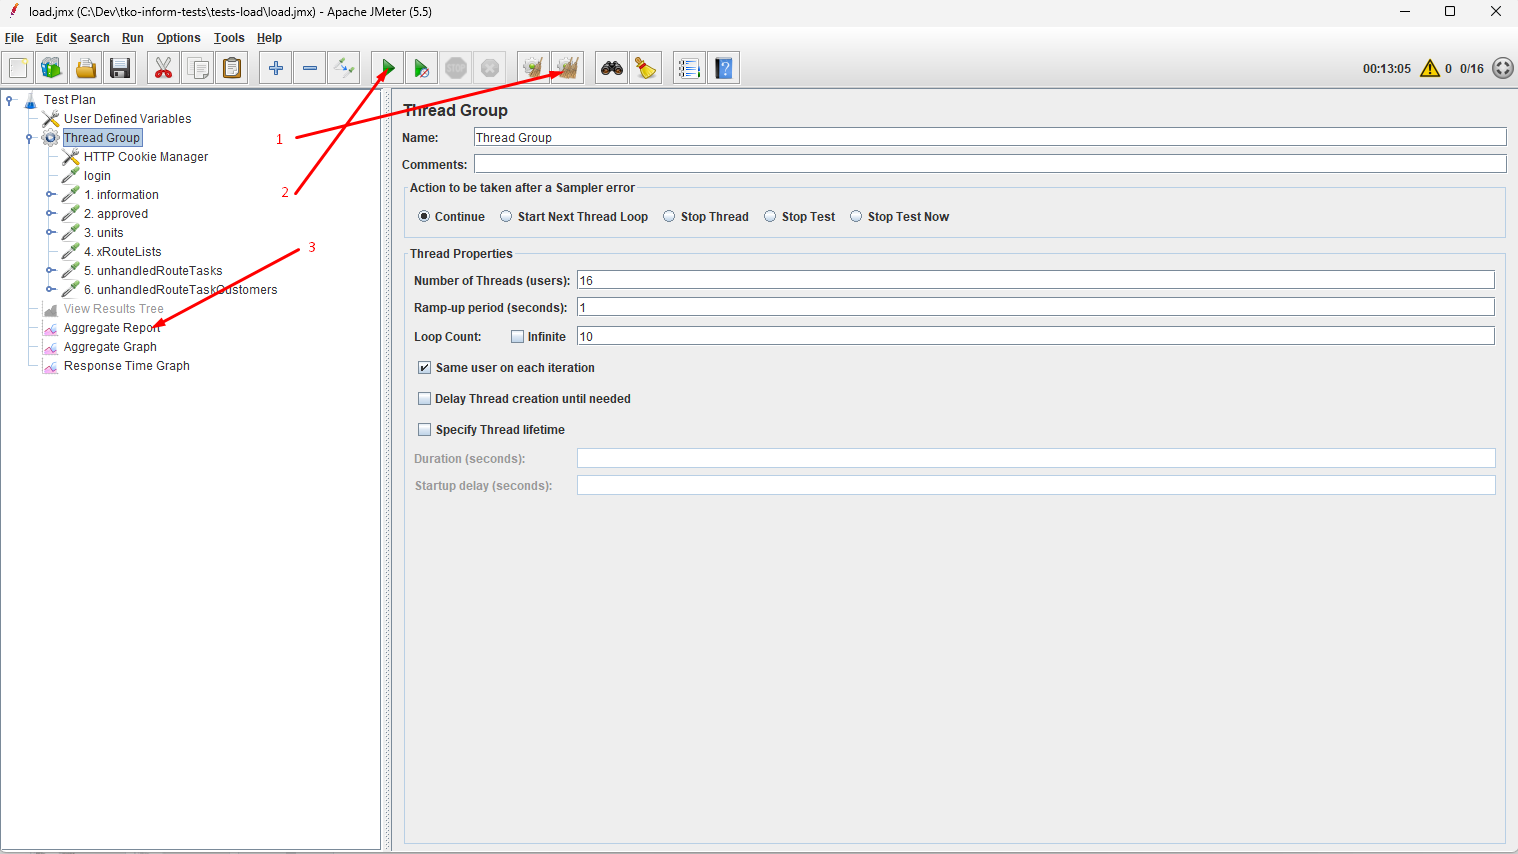 load.jmx (C:\Dev\tko-inform-tests\tests-load\load.jmx) - Apache JMeter (5.5)
File Edit Search Run Options Tools Help
STOP
00:13:05 0 0/16
Test Plan
User Defined Variables
Thread Group
HTTP Cookie Manager
login
1. information
2. approved
3. units
4. xRouteLists
5. unhandledRouteTasks
6. unhandledRouteTaskCustomers
View Results Tree
Aggregate Report
Aggregate Graph
Response Time Graph
1
2
3
Thread Group
Name: Thread Group
Comments:
Action to be taken after a Sampler error
Continue Start Next Thread Loop Stop Thread Stop Test Stop Test Now
Thread Properties
Number of Threads (users): 16
Ramp-up period (seconds): 1
Loop Count: Infinite 10
Same user on each iteration
Delay Thread creation until needed
Specify Thread lifetime
Duration (seconds):
Startup delay (seconds):